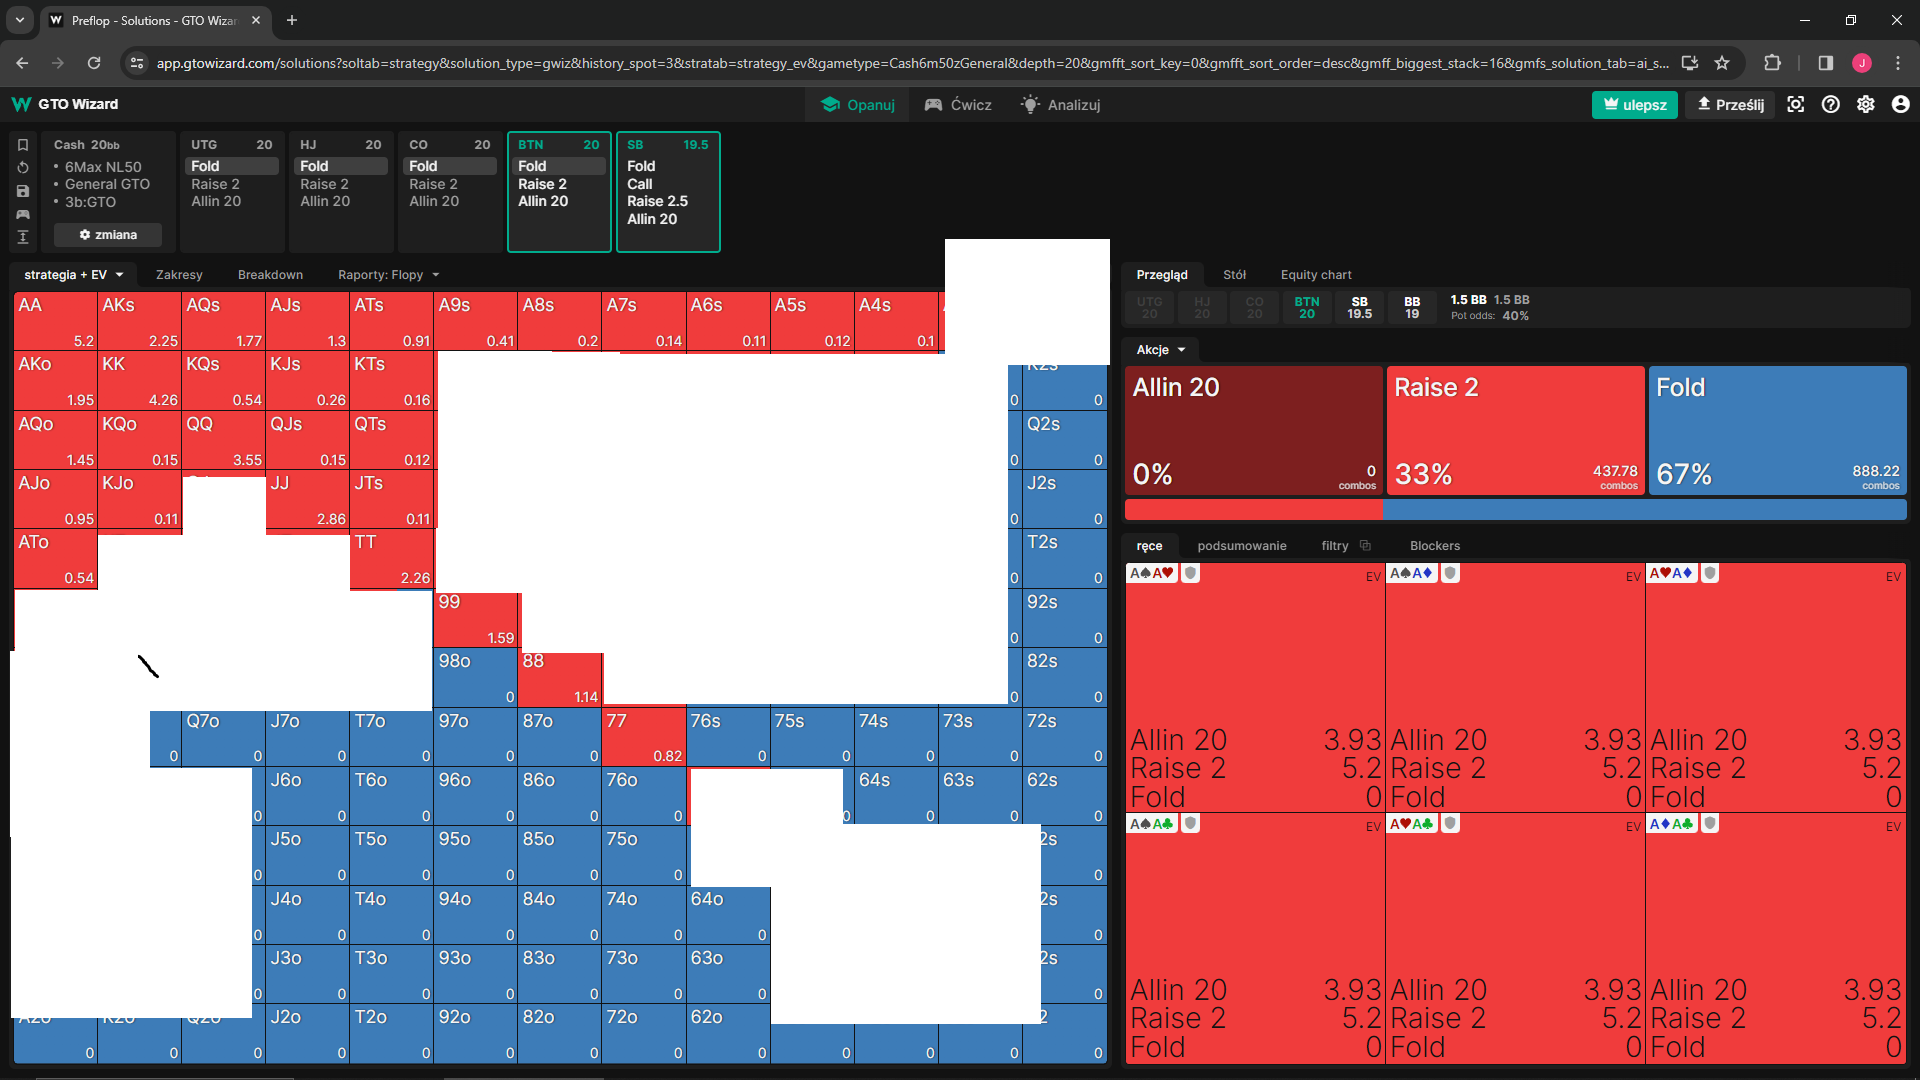 Preflop - Solutions - GTO Wizar
app.gtowizard.com/solutions?soltab=strategy&solution_type=gwiz&history_spot=3&stratab=strategy_ev&gametype=Cash6m50zGeneral&depth=20&gmfft_sort_key=0&gmfft_sort_order=desc&gmff_biggest_stack=16&gmfs_solution_tab=ai_s...
J
GTO Wizard
Opanuj
Ćwicz
Analizuj
ulepsz
Prześlij
Cash 20bb
6Max NL50
General GTO
3b:GTO
zmiana
UTG 20
Fold
Raise 2
Allin 20
HJ 20
Fold
Raise 2
Allin 20
CO 20
Fold
Raise 2
Allin 20
BTN 20
Fold
Raise 2
Allin 20
SB 19.5
Fold
Call
Raise 2.5
Allin 20
strategia + EV Zakresy Breakdown Raporty: Flopy
AA AKs AQs AJs ATs A9s A8s A7s A6s A5s A4s
5.2 2.25 1.77 1.3 0.91 0.41 0.2 0.14 0.11 0.12 0.1
AKo KK KQs KJs KTs K2s
1.95 4.26 0.54 0.26 0.16 0 0
AQo KQo QQ QJs QTs Q2s
1.45 0.15 3.55 0.15 0.12 0 0
AJo KJo JJ JTs J2s
0.95 0.11 2.86 0.11 0 0
ATo TT T2s
0.54 2.26 0 0
99 92s
1.59 0 0
98o 88 82s
0 1.14 0 0
Q7o J7o T7o 97o 87o 77 76s 75s 74s 73s 72s
0 0 0 0 0 0 0.82 0 0 0 0 0
J6o T6o 96o 86o 76o 64s 63s 62s
0 0 0 0 0 0 0 0 0 0
J5o T5o 95o 85o 75o 2s
0 0 0 0 0 0 0
J4o T4o 94o 84o 74o 64o 2s
0 0 0 0 0 0 0 0
J3o T3o 93o 83o 73o 63o 2s
0 0 0 0 0 0 0 0
A2o K2o Q2o J2o T2o 92o 82o 72o 62o 2
0 0 0 0 0 0 0 0 0 0 0 0 0
Przegląd Stół Equity chart
UTG HJ CO BTN SB BB
20 20 20 20 19.5 19
1.5 BB 1.5 BB
Pot odds: 40%
Akcje
Allin 20
0% 0
combos
Raise 2
33% 437.78
combos
Fold
67% 888.22
combos
ręce podsumowanie filtry Blockers
A♠A♥ EV A♠A♦ EV A♥A♦ EV
Allin 20 3.93 Allin 20 3.93 Allin 20 3.93
Raise 2 5.2 Raise 2 5.2 Raise 2 5.2
Fold 0 Fold 0 Fold 0
A♠A♣ EV A♥A♣ EV A♦A♣ EV
Allin 20 3.93 Allin 20 3.93 Allin 20 3.93
Raise 2 5.2 Raise 2 5.2 Raise 2 5.2
Fold 0 Fold 0 Fold 0